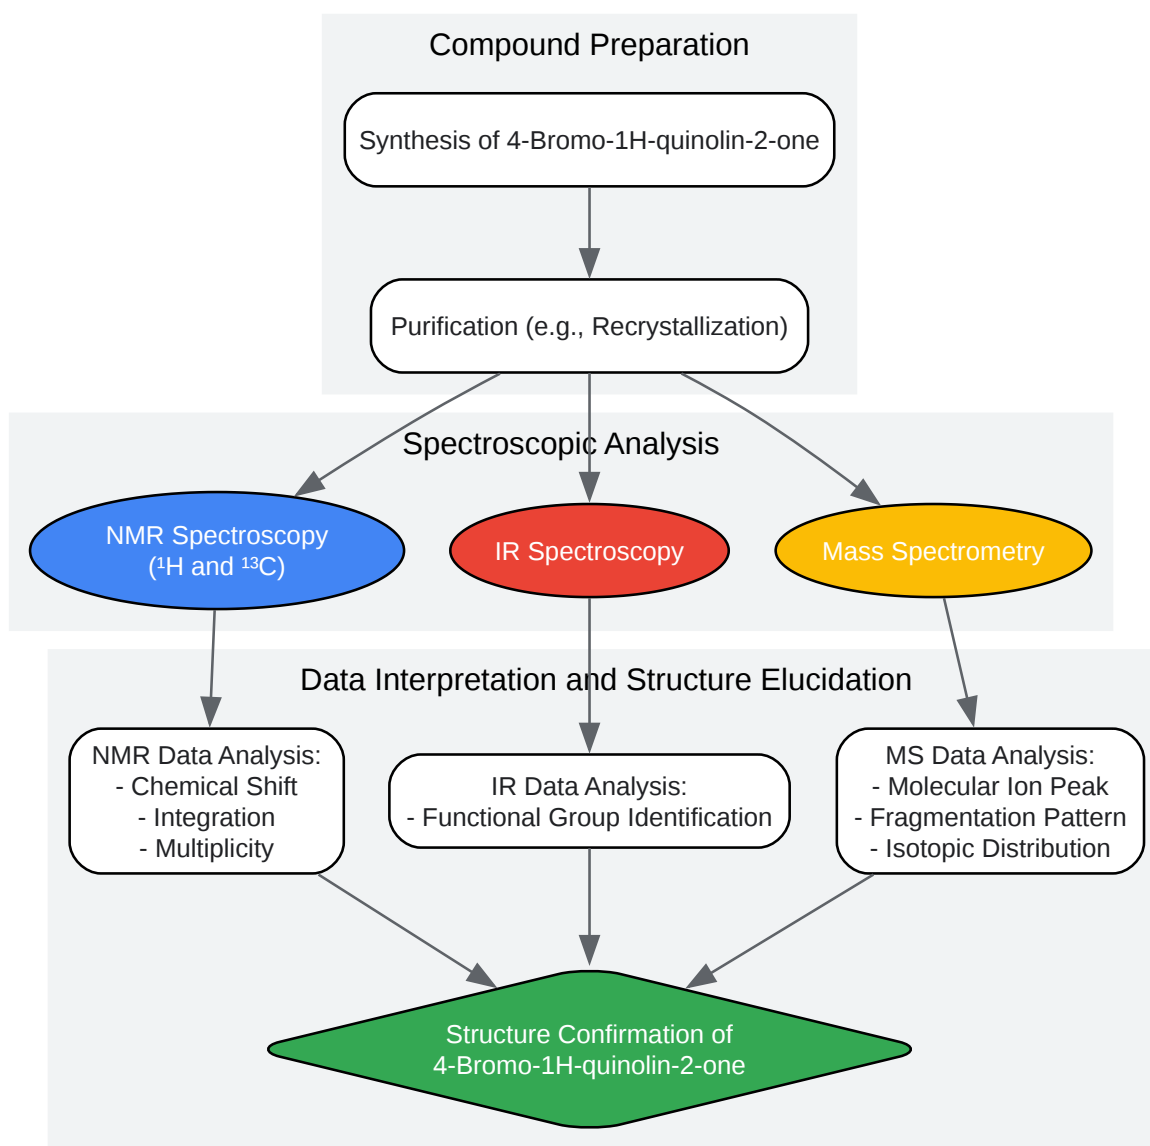 Compound Preparation
Synthesis of 4-Bromo-1H-quinolin-2-one
Purification (e.g., Recrystallization)
Spectroscopic Analysis
NMR Spectroscopy
(¹H and ¹³C)
IR Spectroscopy
Mass Spectrometry
Data Interpretation and Structure Elucidation
NMR Data Analysis:
- Chemical Shift
- Integration
- Multiplicity
IR Data Analysis:
- Functional Group Identification
MS Data Analysis:
- Molecular Ion Peak
- Fragmentation Pattern
- Isotopic Distribution
Structure Confirmation of
4-Bromo-1H-quinolin-2-one